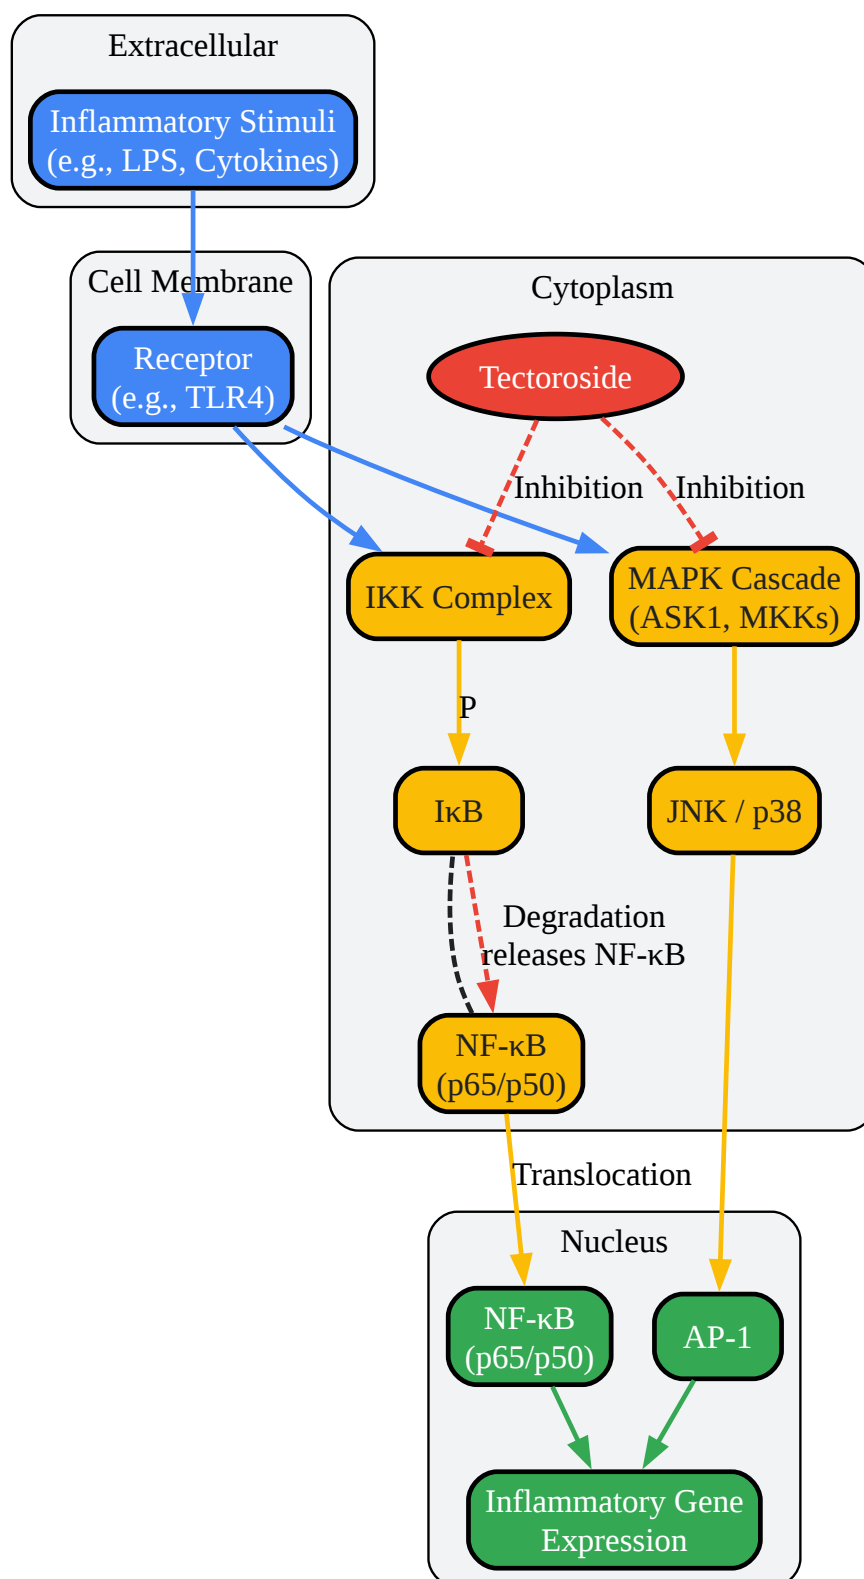 Extracellular
Inflammatory Stimuli
(e.g., LPS, Cytokines)
Cell Membrane
Receptor
(e.g., TLR4)
Cytoplasm
Tectoroside
Inhibition
Inhibition
IKK Complex
MAPK Cascade
(ASK1, MKKs)
P
IκB
JNK / p38
Degradation
releases NF-κB
NF-κB
(p65/p50)
Translocation
Nucleus
NF-κB
(p65/p50)
AP-1
Inflammatory Gene
Expression